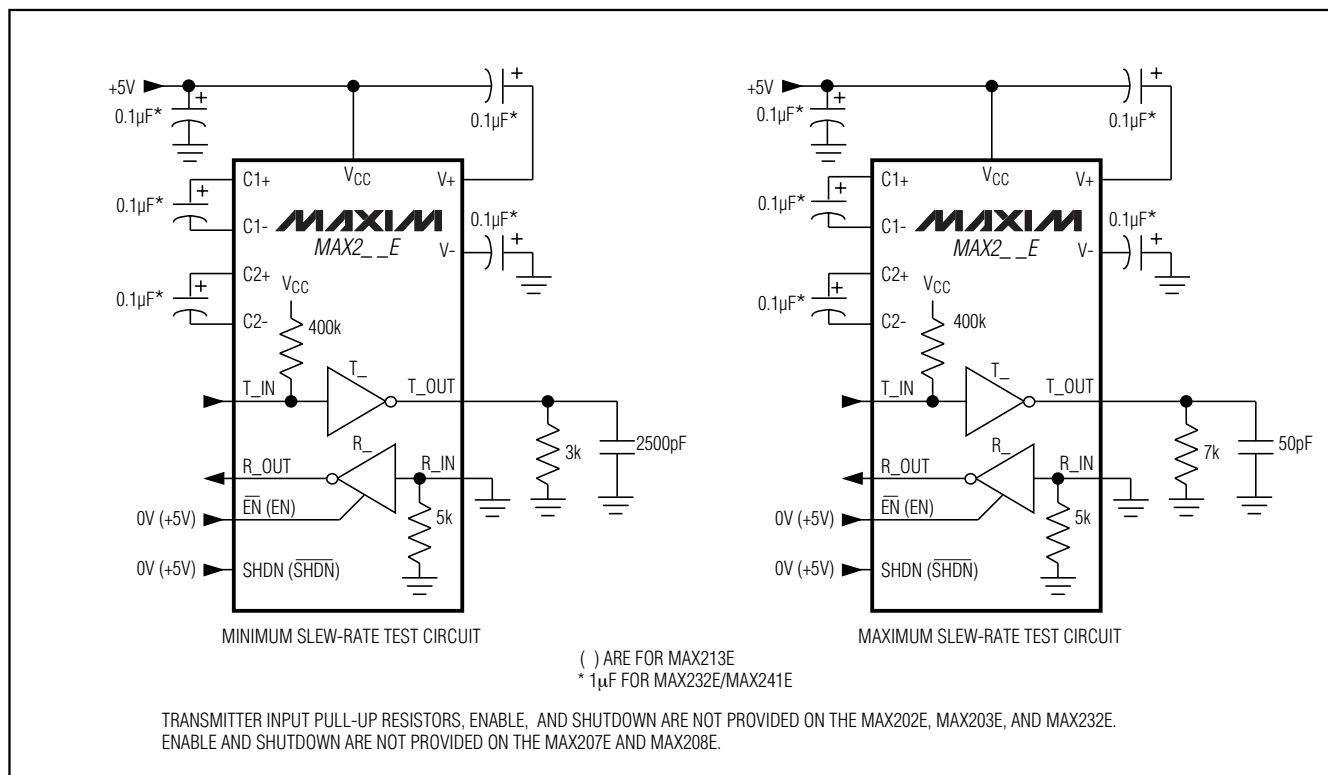 +5V
0.1µF*
0.1µF*
C1+
VCC
V+
0.1µF*
C1-
MAXIM
MAX2_ _E
0.1µF*
V-
C2+
0.1µF*
C2-
VCC
400k
T_IN
T_
T_OUT
3k
2500pF
R_OUT
R_
R_IN
5k
0V (+5V)
E̅N̅ (EN)
0V (+5V)
SHDN (S̅H̅D̅N̅)
MINIMUM SLEW-RATE TEST CIRCUIT
+5V
0.1µF*
0.1µF*
C1+
VCC
V+
0.1µF*
C1-
MAXIM
MAX2_ _E
0.1µF*
V-
C2+
0.1µF*
C2-
VCC
400k
T_IN
T_
T_OUT
7k
50pF
R_OUT
R_
R_IN
5k
0V (+5V)
E̅N̅ (EN)
0V (+5V)
SHDN (S̅H̅D̅N̅)
MAXIMUM SLEW-RATE TEST CIRCUIT
( ) ARE FOR MAX213E
* 1µF FOR MAX232E/MAX241E
TRANSMITTER INPUT PULL-UP RESISTORS, ENABLE, AND SHUTDOWN ARE NOT PROVIDED ON THE MAX202E, MAX203E, AND MAX232E.
ENABLE AND SHUTDOWN ARE NOT PROVIDED ON THE MAX207E AND MAX208E.